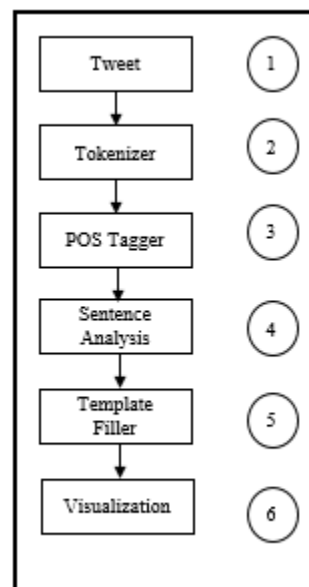 Tweet
1
Tokenizer
2
POS Tagger
3
Sentence
Analysis
4
Template
Filler
5
Visualization
6